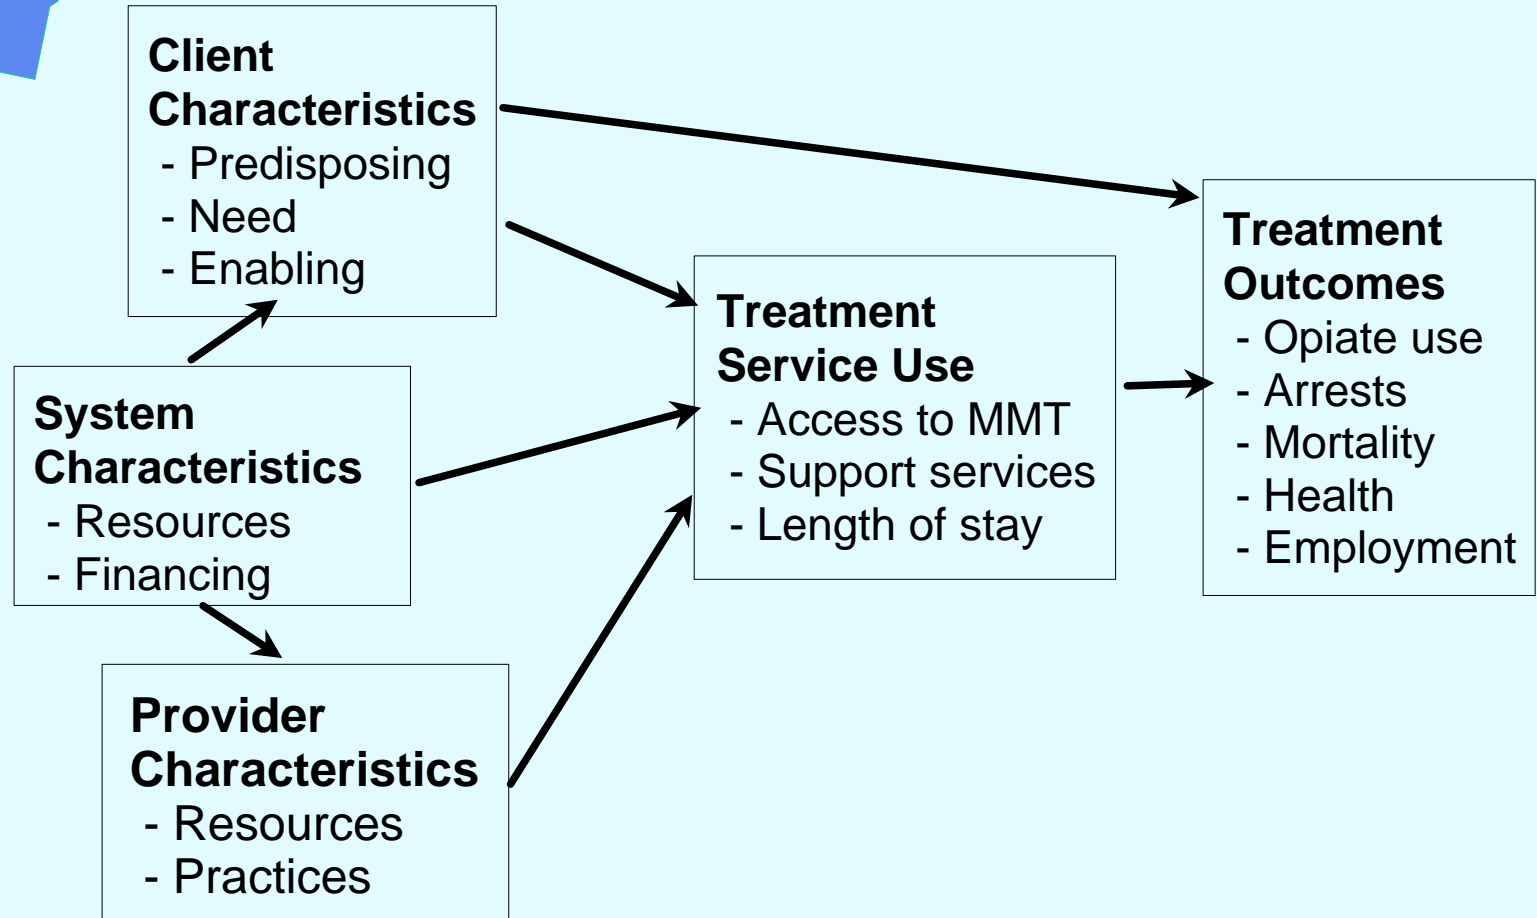 Client
Characteristics
- Predisposing
- Need
- Enabling
System
Characteristics
- Resources
- Financing
Provider
Characteristics
- Resources
- Practices
Treatment
Service Use
- Access to MMT
- Support services
- Length of stay
Treatment
Outcomes
- Opiate use
- Arrests
- Mortality
- Health
- Employment